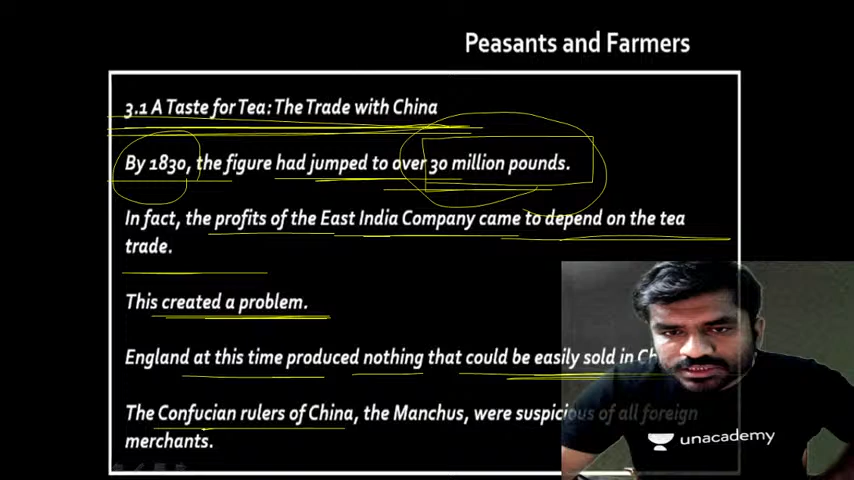 Peasants and Farmers
3.1 A Taste for Tea: The Trade with China
By 1830, the figure had jumped to over 30 million pounds.
In fact, the profits of the East India Company came to depend on the tea
trade.
This created a problem.
England at this time produced nothing that could be easily sold in Ch
The Confucian rulers of China, the Manchus, were suspicious of all foreign
merchants.
unacademy